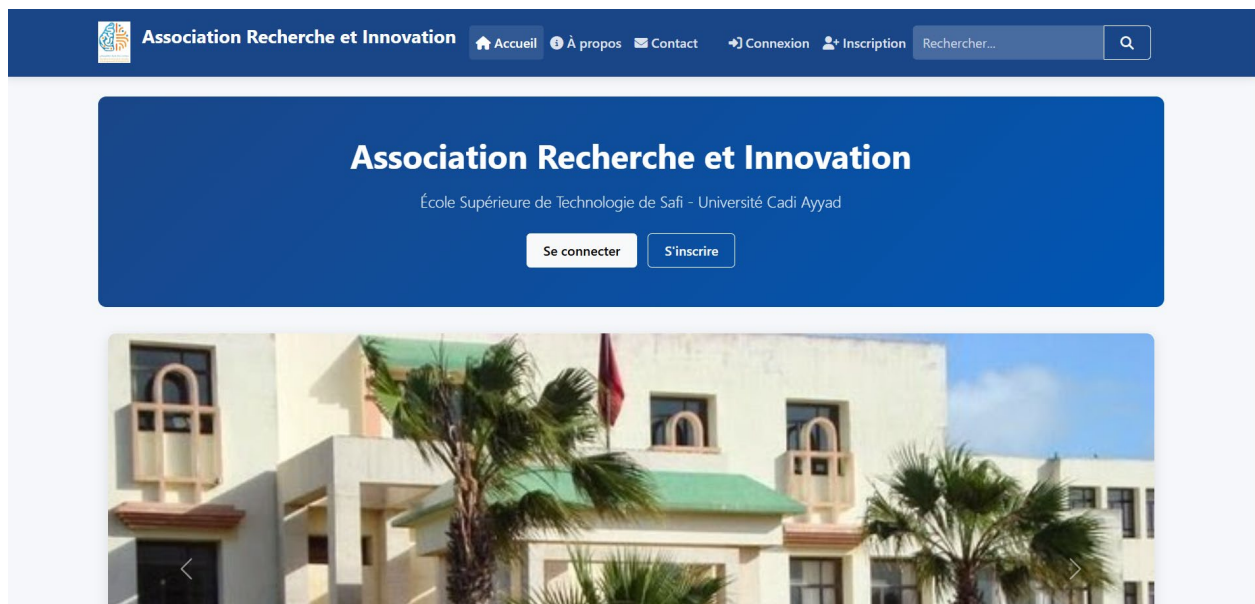 Association Recherche et Innovation
Accueil
À propos
Contact
Connexion
Inscription
Rechercher...
Association Recherche et Innovation
École Supérieure de Technologie de Safi - Université Cadi Ayyad
Se connecter
S'inscrire